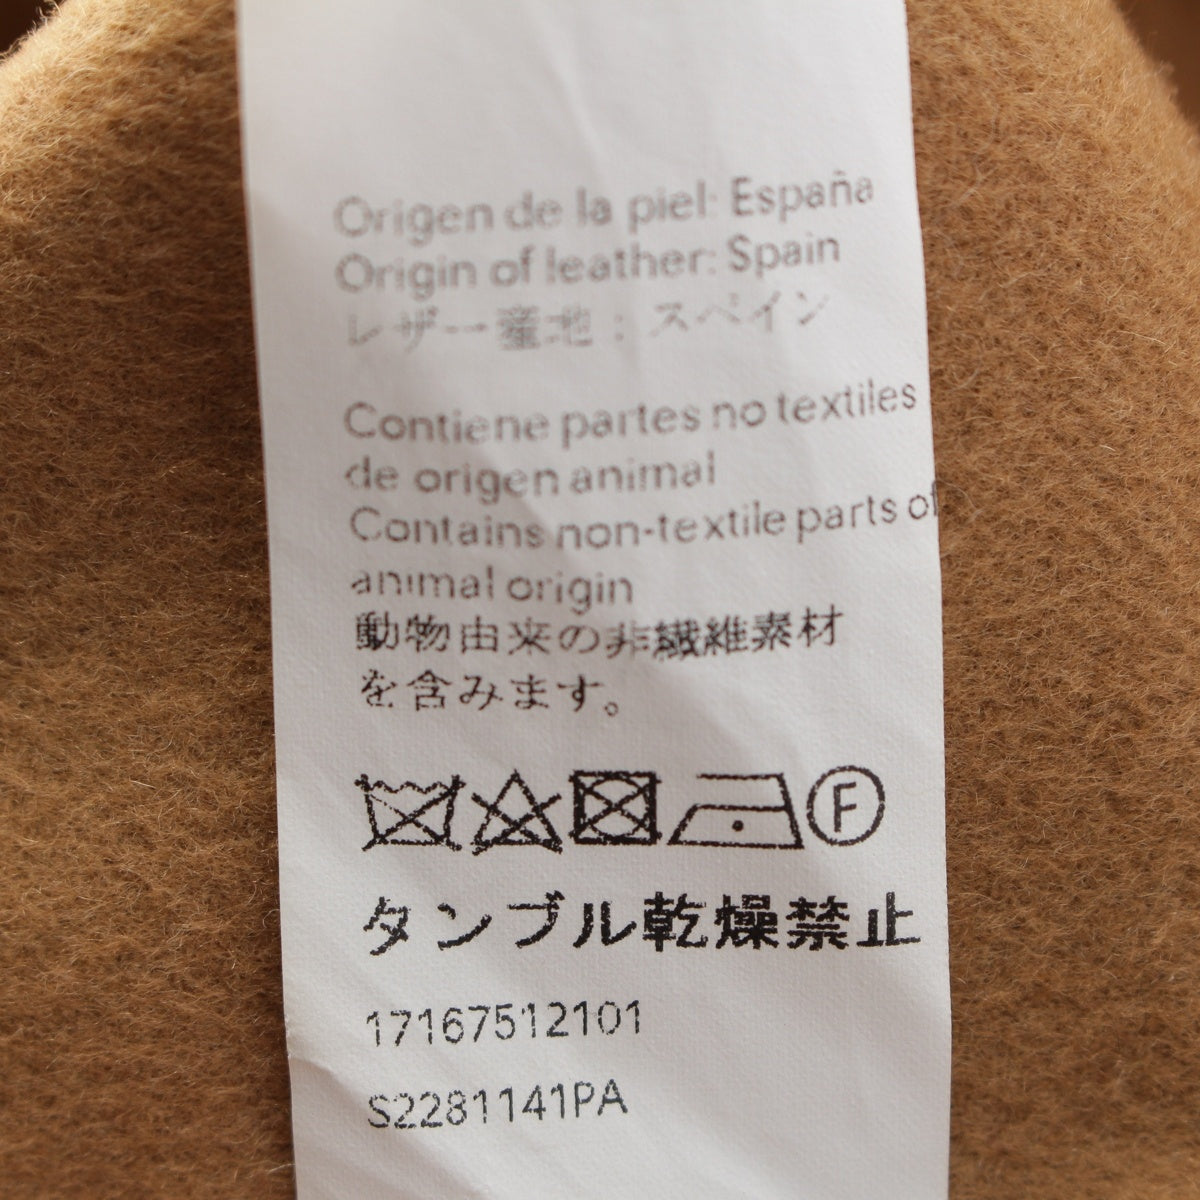 Origen de la piel: España
Origin of leather: Spain
レザー産地：スペイン
Contiene partes no textiles
de origen animal
Contains non-textile parts of
animal origin
動物由来の非繊維素材
を含みます。
F
タンブル乾燥禁止
17167512101
S2281141PA